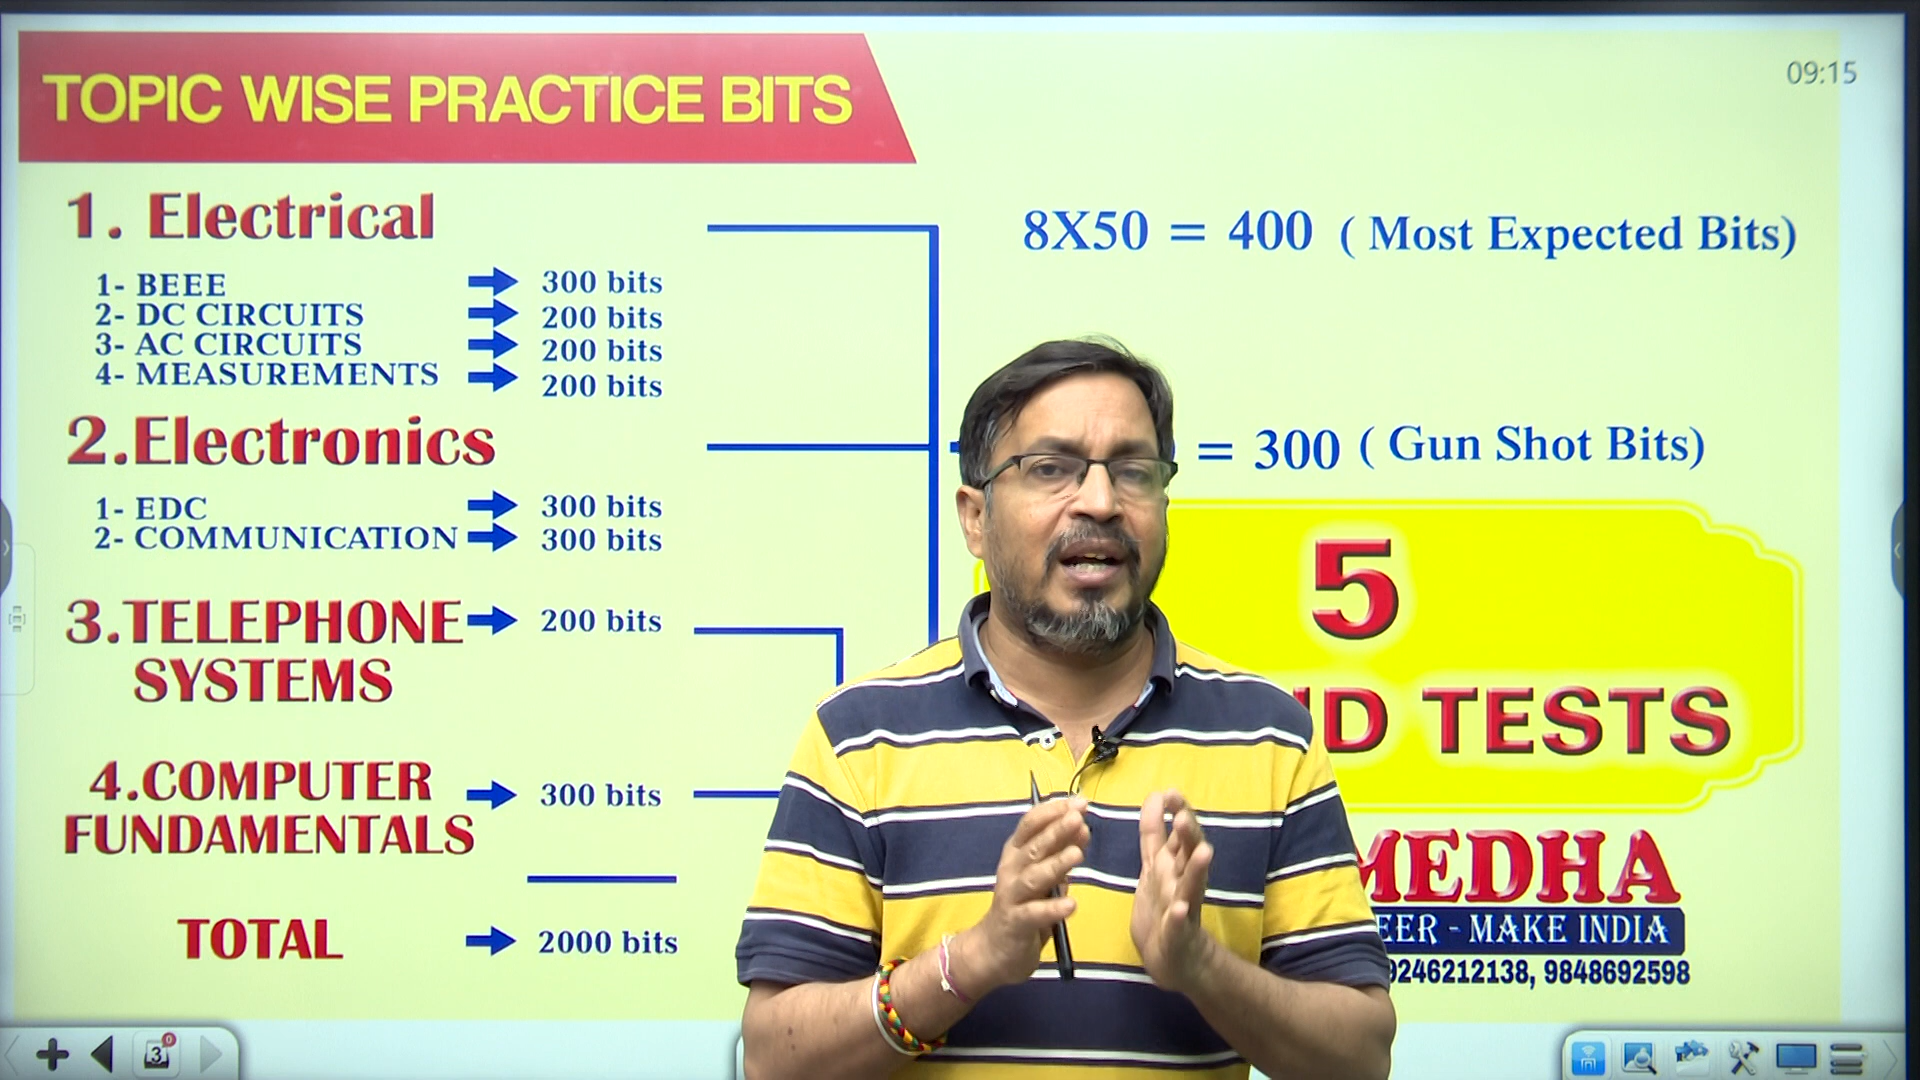 TOPIC WISE PRACTICE BITS
09:15
1. Electrical
8X50 = 400 ( Most Expected Bits)
1- BEEE 300 bits
2- DC CIRCUITS 200 bits
3- AC CIRCUITS 200 bits
4- MEASUREMENTS 200 bits
2.Electronics
= 300 ( Gun Shot Bits)
1- EDC 300 bits
2- COMMUNICATION 300 bits
5
TESTS
3.TELEPHONE 200 bits
SYSTEMS
4.COMPUTER 300 bits
FUNDAMENTALS
MEDHA
- MAKE INDIA
TOTAL 2000 bits
9246212138, 9848692598
3
0